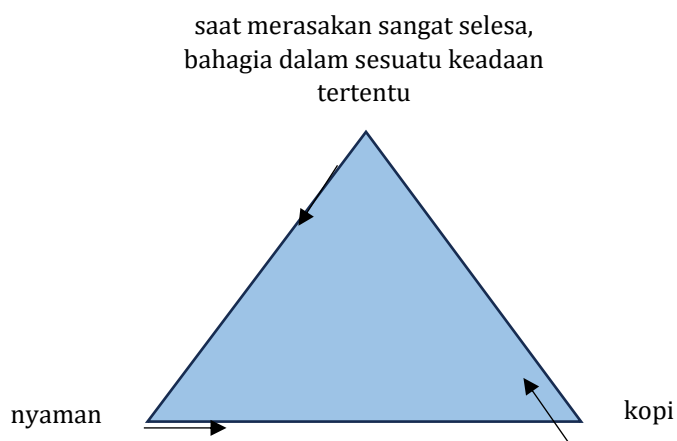 saat merasakan sangat selesa,
bahagia dalam sesuatu keadaan
tertentu
nyaman
kopi